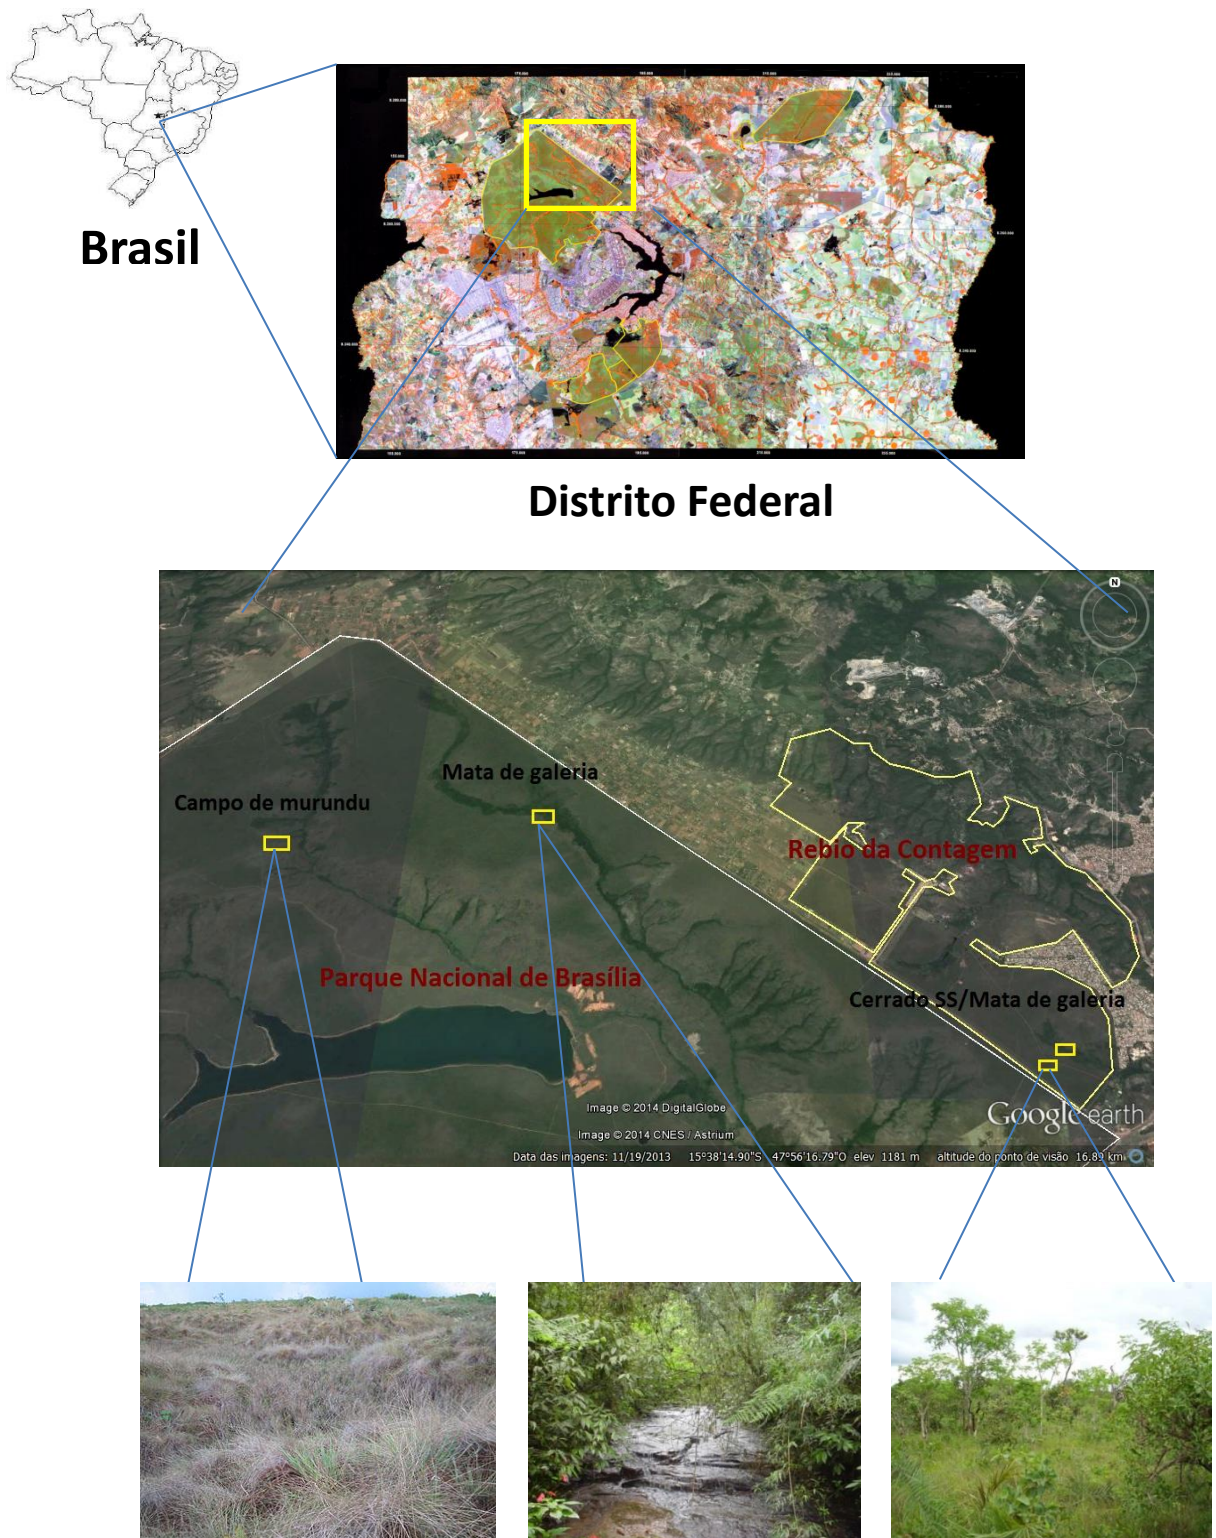 Brasil
Distrito Federal
N
Mata de galeria
Campo de murundu
Rebio da Contagem
Parque Nacional de Brasília
Cerrado SS/Mata de galeria
Image © 2014 DigitalGlobe
Google earth
Image © 2014 CNES / Astrium
Data das imagens: 11/19/2013 15°38'14.90"S 47°56'16.79"O elev 1181 m altitude do ponto de visão 16.89 km